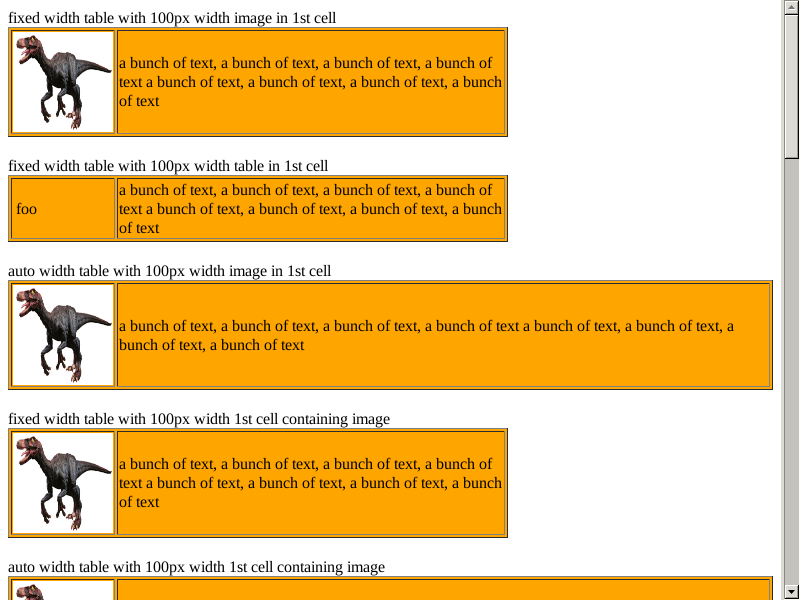 fixed width table with 100px width image in 1st cell
a bunch of text, a bunch of text, a bunch of text, a bunch of
text a bunch of text, a bunch of text, a bunch of text, a bunch
of text
fixed width table with 100px width table in 1st cell
foo
a bunch of text, a bunch of text, a bunch of text, a bunch of
text a bunch of text, a bunch of text, a bunch of text, a bunch
of text
auto width table with 100px width image in 1st cell
a bunch of text, a bunch of text, a bunch of text, a bunch of text a bunch of text, a bunch of text, a
bunch of text, a bunch of text
fixed width table with 100px width 1st cell containing image
a bunch of text, a bunch of text, a bunch of text, a bunch of
text a bunch of text, a bunch of text, a bunch of text, a bunch
of text
auto width table with 100px width 1st cell containing image